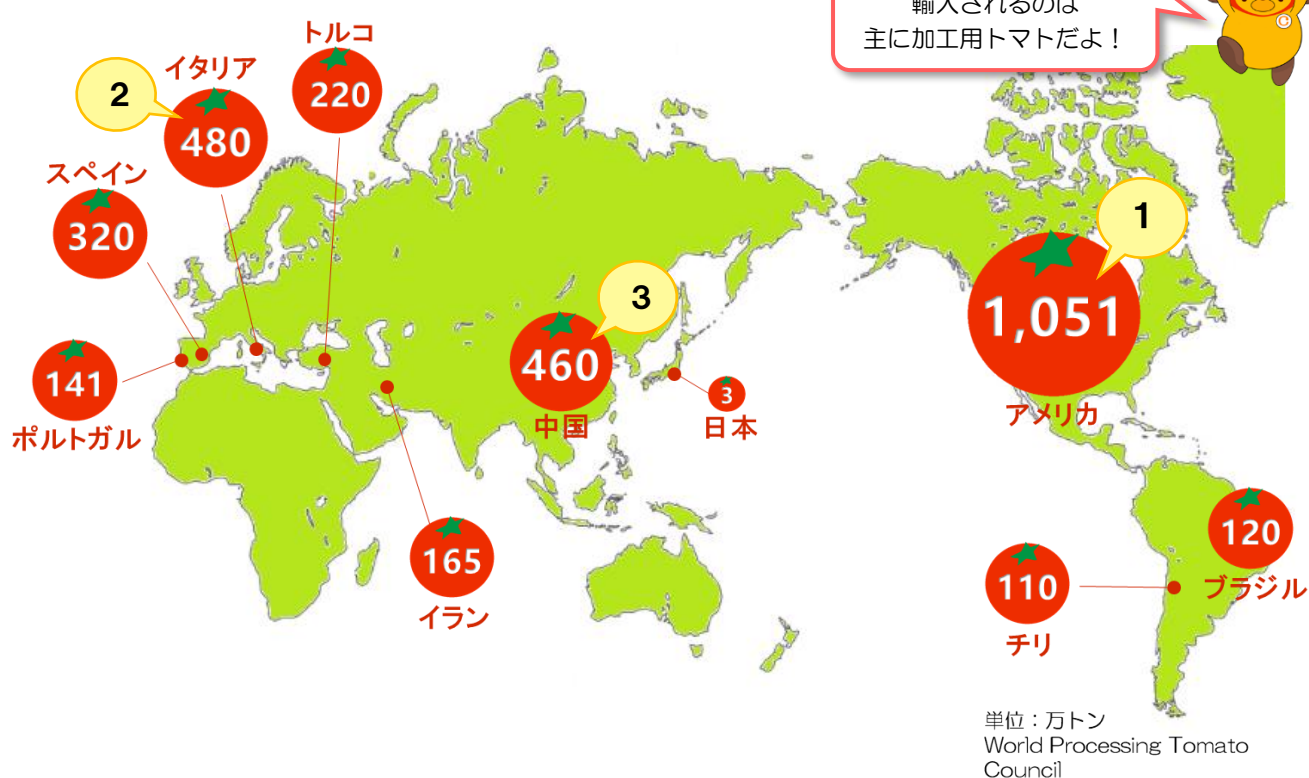 輸入されるのは
主に加工用トマトだよ！
トルコ
220
イタリア
2
480
スペイン
320
1
1,051
アメリカ
3
460
中国
3
日本
141
ポルトガル
165
イラン
120
ブラジル
110
チリ
単位：万トン
World Processing Tomato
Council